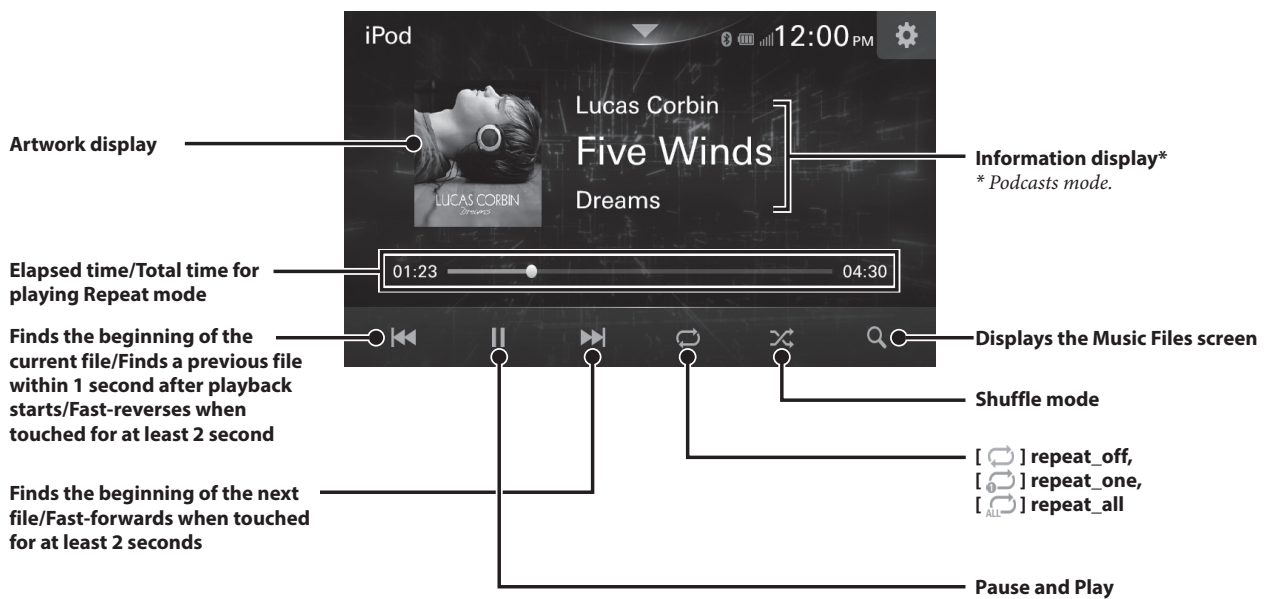 iPod
12:00 PM
Lucas Corbin
Five Winds
Dreams
LUCAS CORBIN
Dreams
01:23
04:30
Artwork display
Information display*
* Podcasts mode.
Elapsed time/Total time for
playing Repeat mode
Finds the beginning of the
current file/Finds a previous file
within 1 second after playback
starts/Fast-reverses when
touched for at least 2 second
Displays the Music Files screen
Shuffle mode
[ ] repeat_off,
[ 1 ] repeat_one,
[ ALL ] repeat_all
Finds the beginning of the next
file/Fast-forwards when touched
for at least 2 seconds
Pause and Play